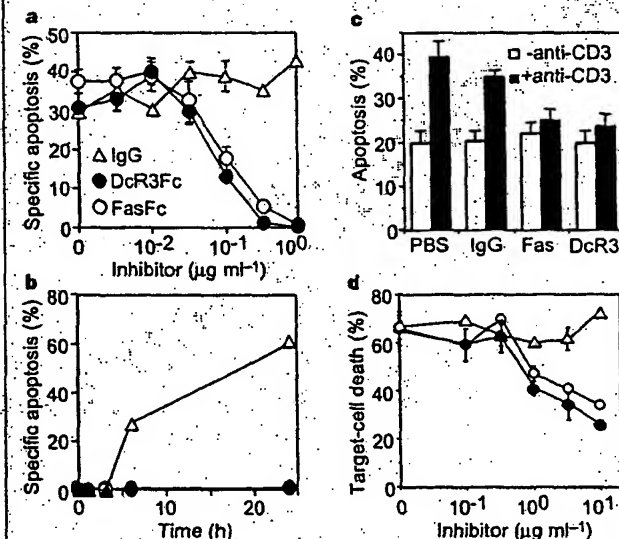 a
Specific apoptosis (%)
50
40
30
20
10
0
△ IgG
● DcR3Fc
○ FasFc
0 10-2 10-1 100
Inhibitor (µg ml–1)
b
Specific apoptosis (%)
80
60
40
20
0
0 10 20
Time (h)
c
Apoptosis (%)
40
30
20
10
0
-anti-CD3
+anti-CD3
PBS IgG Fas DcR3
d
Target-cell death (%)
80
60
40
20
0
0 10-1 100 101
Inhibitor (µg ml–1)